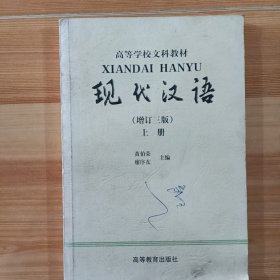 高等学校文科教材
XIANDAI HANYU
现代汉语
（增订三版）
上册
黄伯荣
廖序东
主编
高等教育出版社